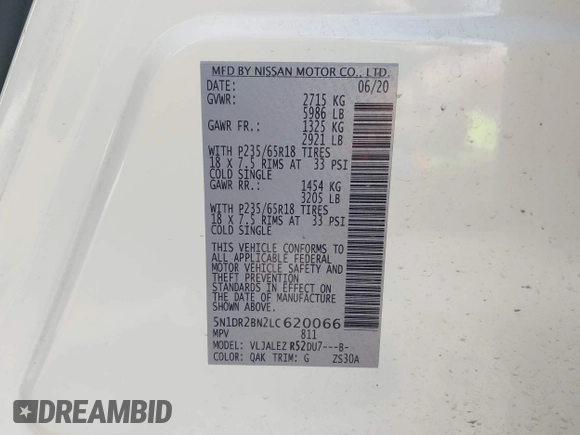 MFD BY NISSAN MOTOR CO., LTD.
DATE: 06/20
GVWR: 2715 KG
5986 LB
GAWR FR.: 1325 KG
2921 LB
WITH P235/65R18 TIRES
18 X 7.5 RIMS AT 33 PSI
COLD SINGLE
GAWR RR.: 1454 KG
3205 LB
WITH P235/65R18 TIRES
18 X 7.5 RIMS AT 33 PSI
COLD SINGLE
THIS VEHICLE CONFORMS TO
ALL APPLICABLE FEDERAL
MOTOR VEHICLE SAFETY AND
THEFT PREVENTION
STANDARDS IN EFFECT ON
THE DATE OF MANUFACTURE
SHOWN ABOVE.
5N1DR2BN2LC620066
MPV 811
MODEL: VLJALEZ R52DU7---B-
COLOR: QAK TRIM: G ZS30A
DREAMBID